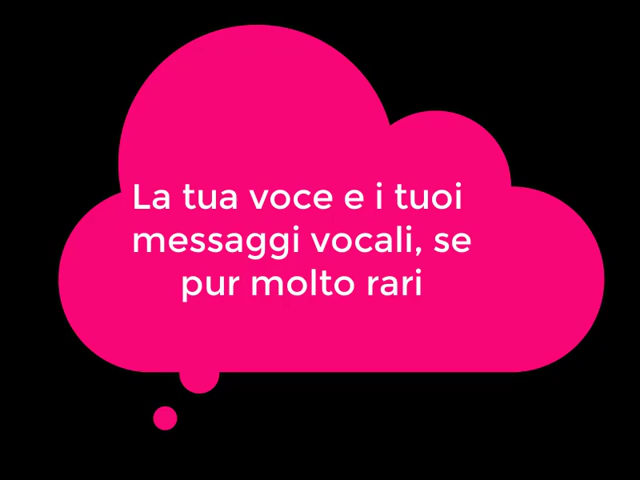 La tua voce e i tuoi
messaggi vocali, se
pur molto rari